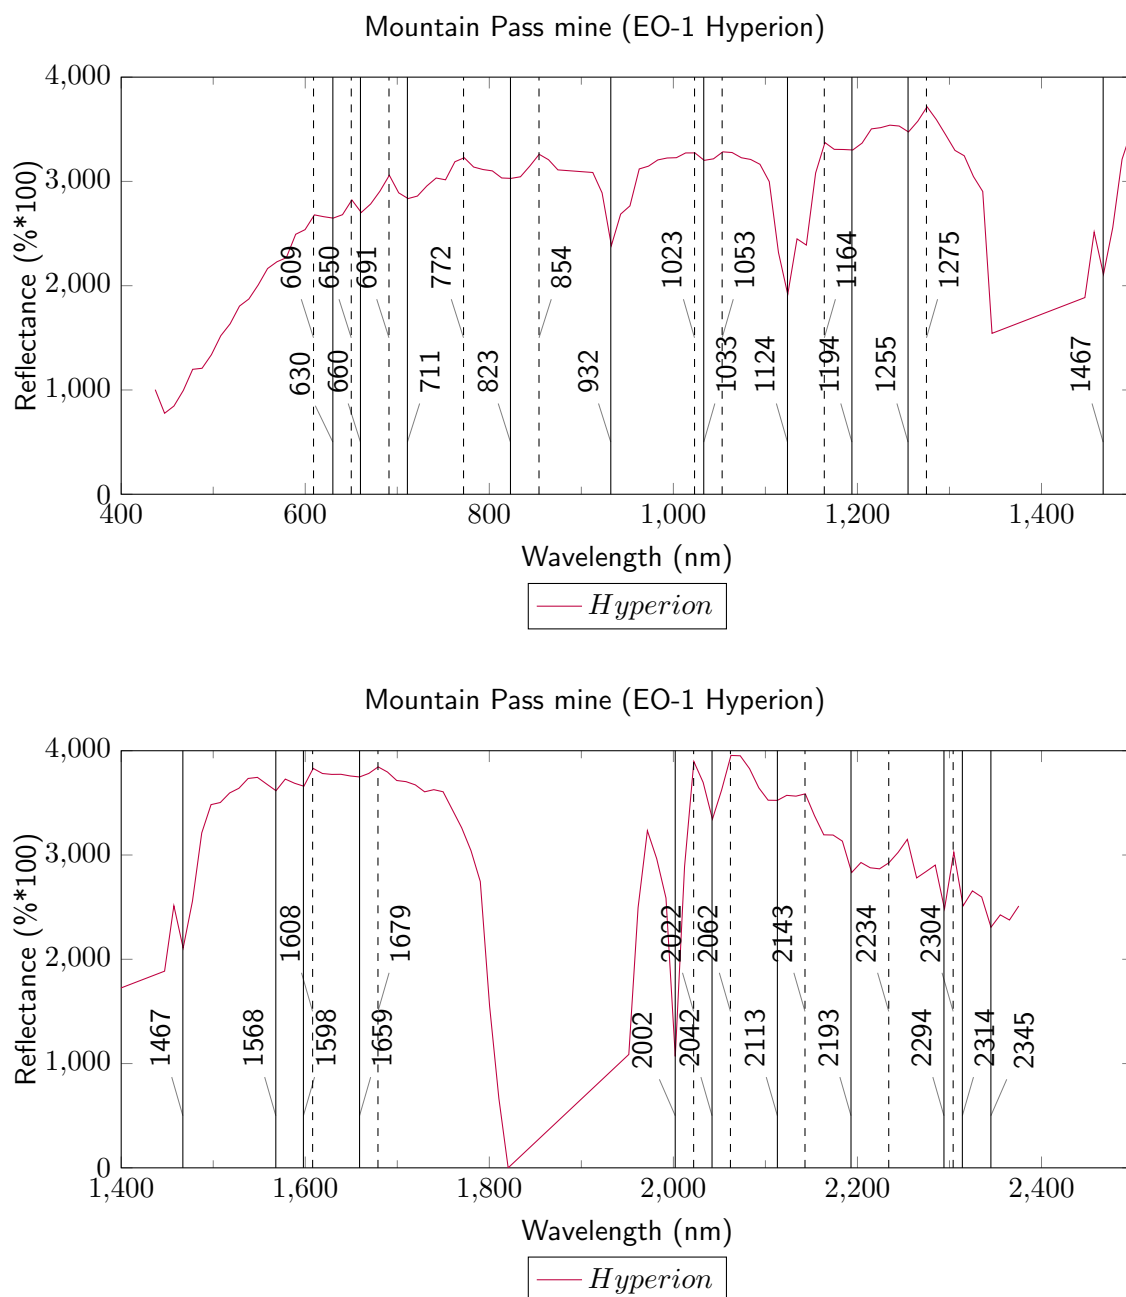 Mountain Pass mine (EO-1 Hyperion)
4,000
3,000
2,000
1,000
0
Reflectance (%*100)
609 650 691 772 854 1023 1053 1164 1275
630 660 711 823 932 1033 1124 1194 1255 1467
400 600 800 1,000 1,200 1,400
Wavelength (nm)
Hyperion
Mountain Pass mine (EO-1 Hyperion)
4,000
3,000
2,000
1,000
0
Reflectance (%*100)
1608 1679 2022 2062 2143 2234 2304
1467 1568 1598 1659 2002 2042 2113 2193 2294 2314 2345
1,400 1,600 1,800 2,000 2,200 2,400
Wavelength (nm)
Hyperion